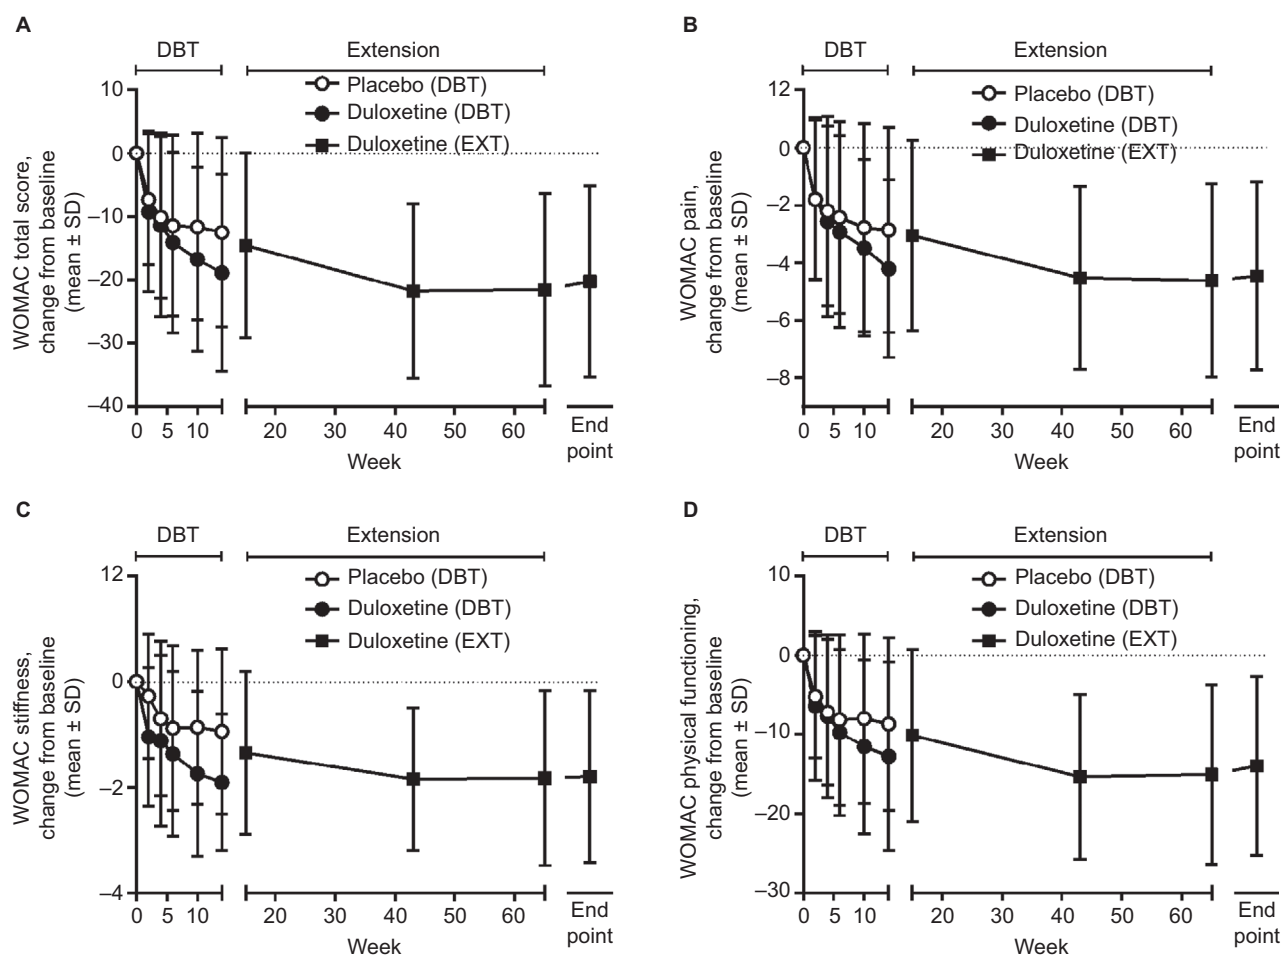 A
DBT
Extension
Placebo (DBT)
Duloxetine (DBT)
Duloxetine (EXT)
WOMAC total score,
change from baseline
(mean ± SD)
10
0
–10
–20
–30
–40
0 5 10 20 30 40 50 60
End
point
Week
B
DBT
Extension
Placebo (DBT)
Duloxetine (DBT)
Duloxetine (EXT)
WOMAC pain,
change from baseline
(mean ± SD)
12
0
–2
–4
–6
–8
0 5 10 20 30 40 50 60
End
point
Week
C
DBT
Extension
Placebo (DBT)
Duloxetine (DBT)
Duloxetine (EXT)
WOMAC stiffness,
change from baseline
(mean ± SD)
12
0
–2
–4
0 5 10 20 30 40 50 60
End
point
Week
D
DBT
Extension
Placebo (DBT)
Duloxetine (DBT)
Duloxetine (EXT)
WOMAC physical functioning,
change from baseline
(mean ± SD)
10
0
–10
–20
–30
0 5 10 20 30 40 50 60
End
point
Week